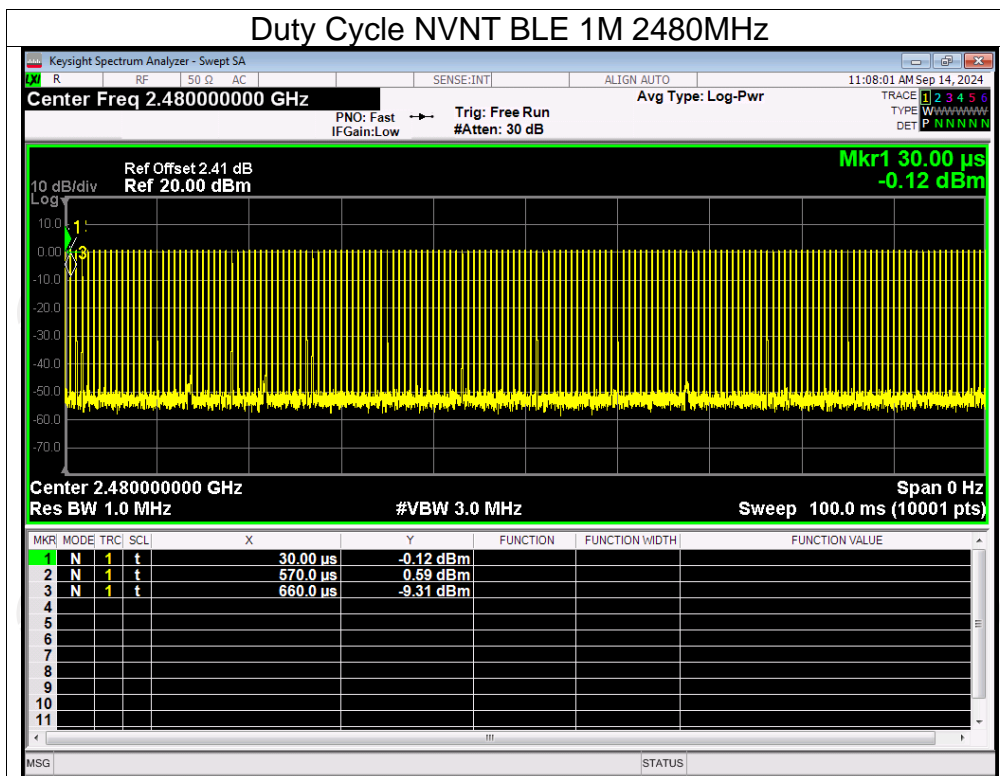 Duty Cycle NVNT BLE 1M 2480MHz
Keysight Spectrum Analyzer - Swept SA
LXI R RF 50 Ω AC SENSE:INT ALIGN AUTO 11:08:01 AM Sep 14, 2024
Center Freq 2.480000000 GHz Avg Type: Log-Pwr TRACE 1 2 3 4 5 6
PNO: Fast Trig: Free Run TYPE WWWWWW
IFGain:Low #Atten: 30 dB DET P N N N N N
Mkr1 30.00 µs
Ref Offset 2.41 dB
10 dB/div Ref 20.00 dBm -0.12 dBm
Log
10.0
1
0.00
3
-10.0
-20.0
-30.0
-40.0
-50.0
-60.0
-70.0
Center 2.480000000 GHz Span 0 Hz
Res BW 1.0 MHz #VBW 3.0 MHz Sweep 100.0 ms (10001 pts)
MKR MODE TRC SCL X Y FUNCTION FUNCTION WIDTH FUNCTION VALUE
1 N 1 t 30.00 µs -0.12 dBm
2 N 1 t 570.0 µs 0.59 dBm
3 N 1 t 660.0 µs -9.31 dBm
4
5
6
7
8
9
10
11
MSG STATUS